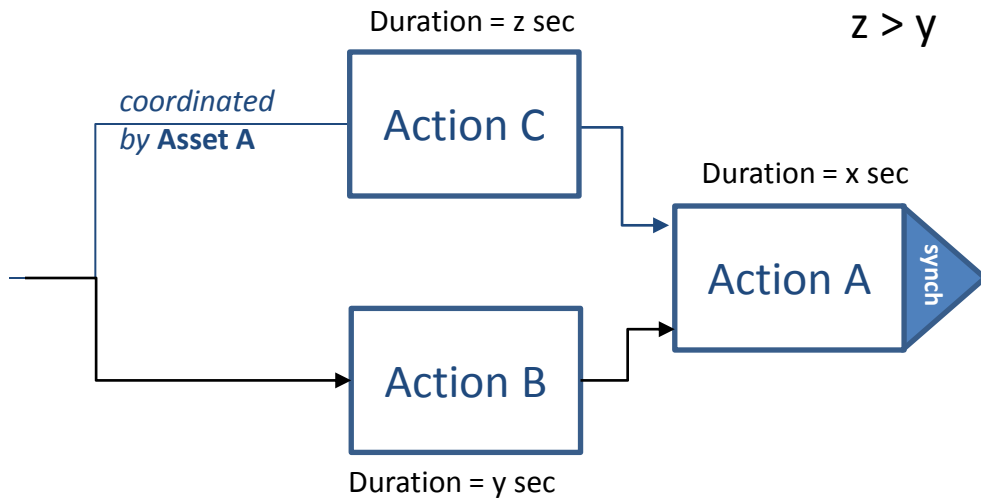 Duration = z sec
z > y
coordinated
by Asset A
Action C
Duration = x sec
Action A
synch
Action B
Duration = y sec